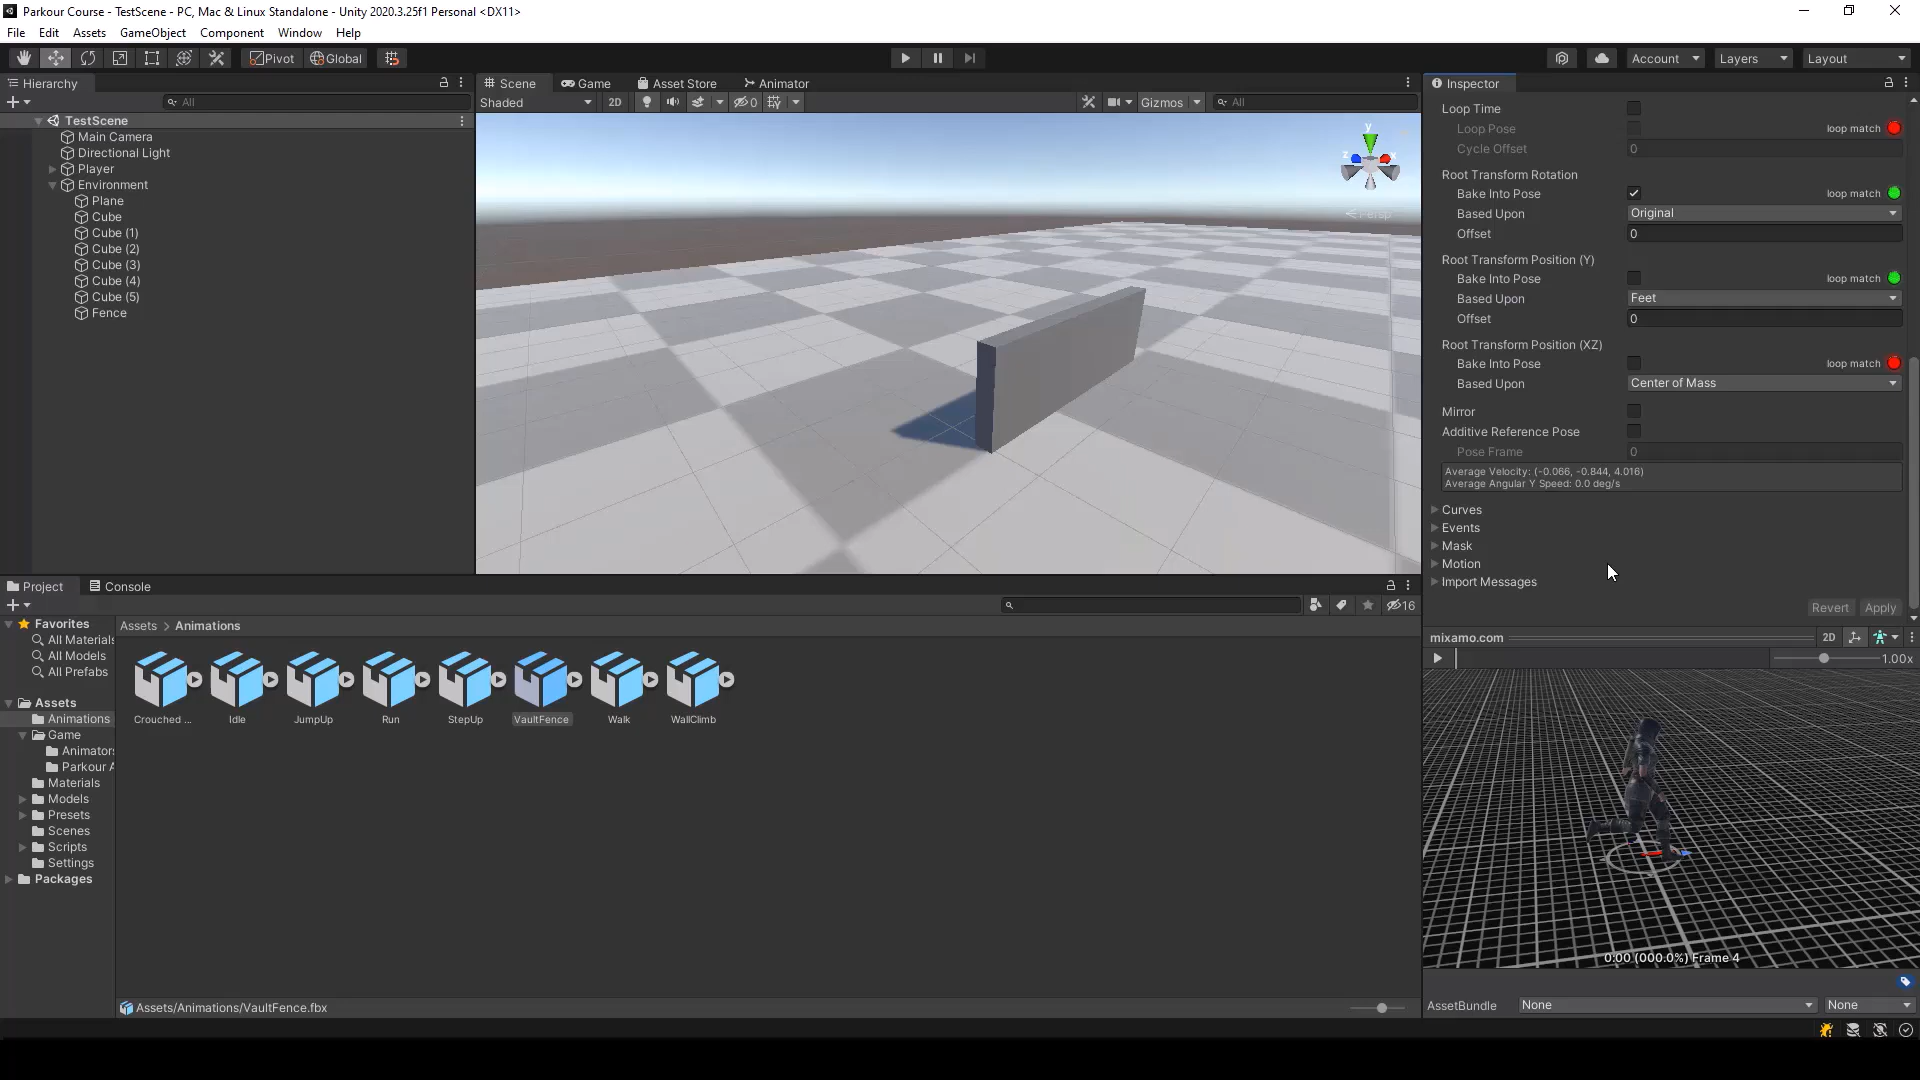 Parkour Course - TestScene - PC, Mac & Linux Standalone - Unity 2020.3.25f1 Personal <DX11>
File Edit Assets GameObject Component Window Help
Pivot Global Account Layers Layout
Hierarchy
All
TestScene
Main Camera
Directional Light
Player
Environment
Plane
Cube
Cube (1)
Cube (2)
Cube (3)
Cube (4)
Cube (5)
Fence
Scene Game Asset Store Animator
Shaded 2D 0 Gizmos All
y
z x
Persp
Inspector
Loop Time
Loop Pose loop match
Cycle Offset 0
Root Transform Rotation
Bake Into Pose loop match
Based Upon Original
Offset 0
Root Transform Position (Y)
Bake Into Pose loop match
Based Upon Feet
Offset 0
Root Transform Position (XZ)
Bake Into Pose loop match
Based Upon Center of Mass
Mirror
Additive Reference Pose
Pose Frame 0
Average Velocity: (-0.066, -0.844, 4.016)
Average Angular Y Speed: 0.0 deg/s
Curves
Events
Mask
Motion
Import Messages
Revert Apply
mixamo.com 2D
1.00x
0:00 (000.0%) Frame 4
AssetBundle None None
Project Console
16
Favorites
All Materials
All Models
All Prefabs
Assets
Animations
Game
Animators
Parkour A
Materials
Models
Presets
Scenes
Scripts
Settings
Packages
Assets > Animations
Crouched ... Idle JumpUp Run StepUp VaultFence Walk WallClimb
Assets/Animations/VaultFence.fbx